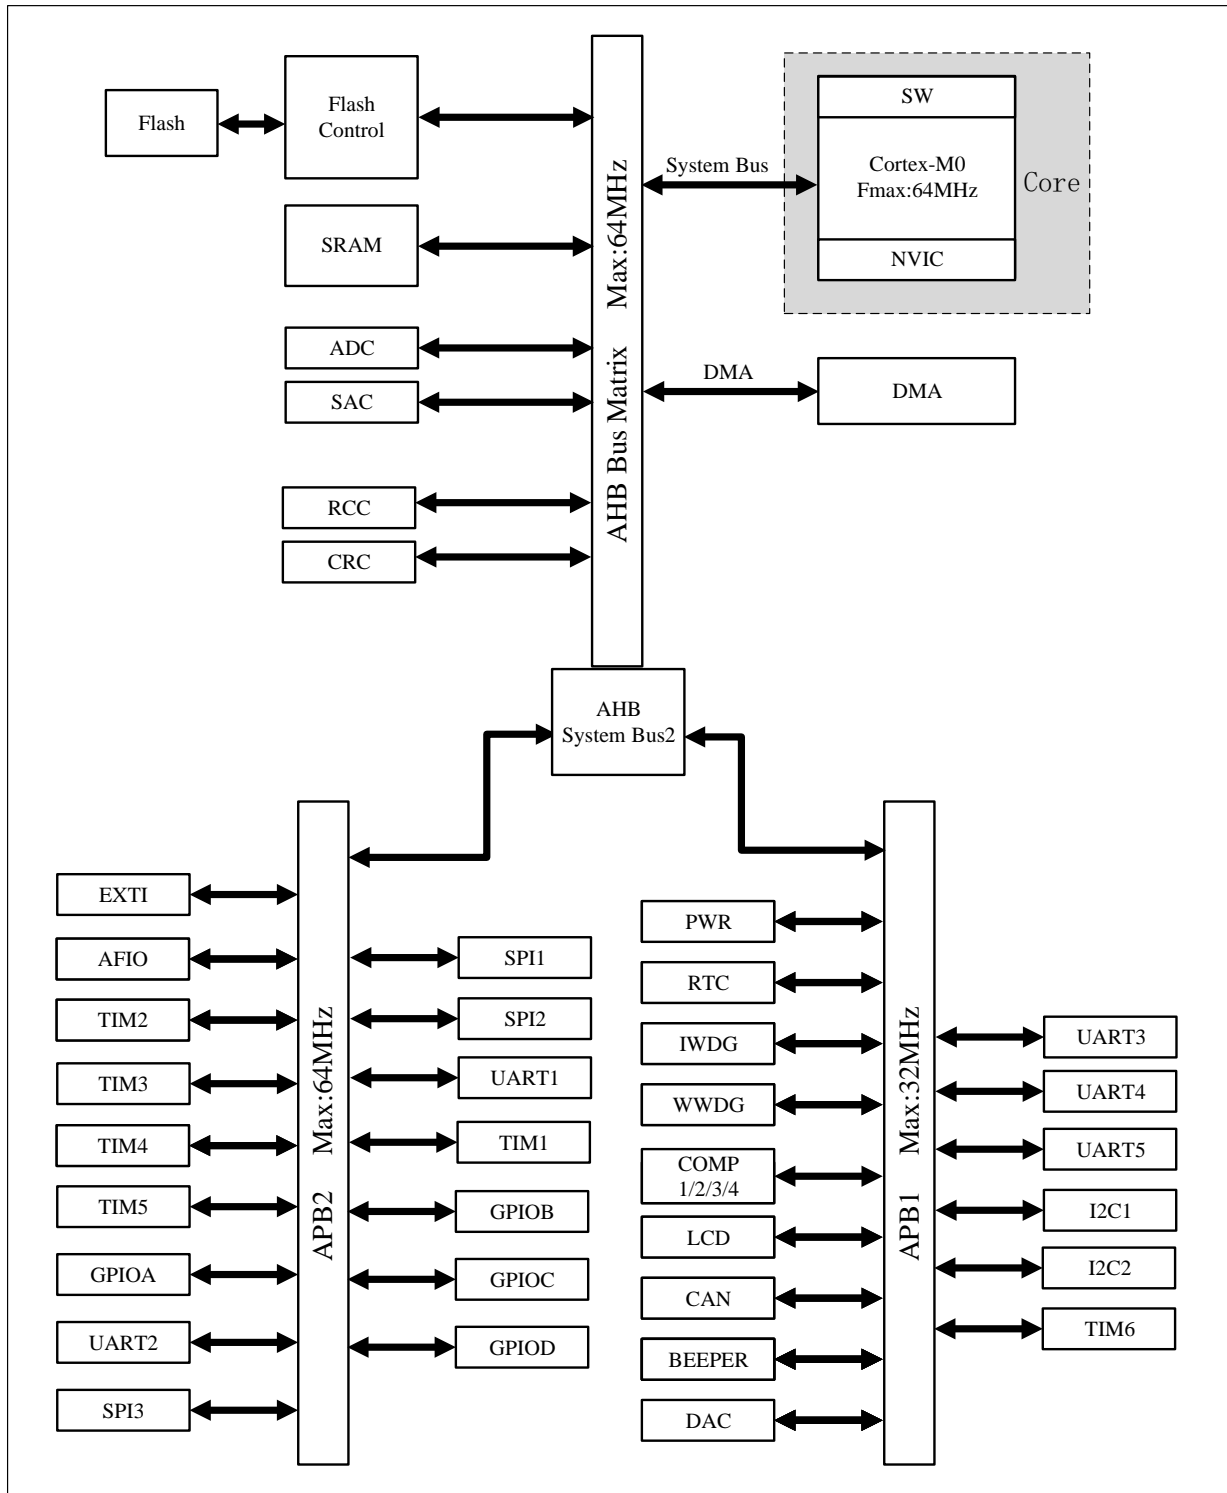 Flash
Flash
Control
SRAM
ADC
SAC
RCC
CRC
AHB Bus Matrix Max:64MHz
System Bus
SW
Cortex-M0
Fmax:64MHz
NVIC
Core
DMA
DMA
AHB
System Bus2
EXTI
AFIO
TIM2
TIM3
TIM4
TIM5
GPIOA
UART2
SPI3
APB2 Max:64MHz
SPI1
SPI2
UART1
TIM1
GPIOB
GPIOC
GPIOD
PWR
RTC
IWDG
WWDG
COMP
1/2/3/4
LCD
CAN
BEEPER
DAC
APB1 Max:32MHz
UART3
UART4
UART5
I2C1
I2C2
TIM6